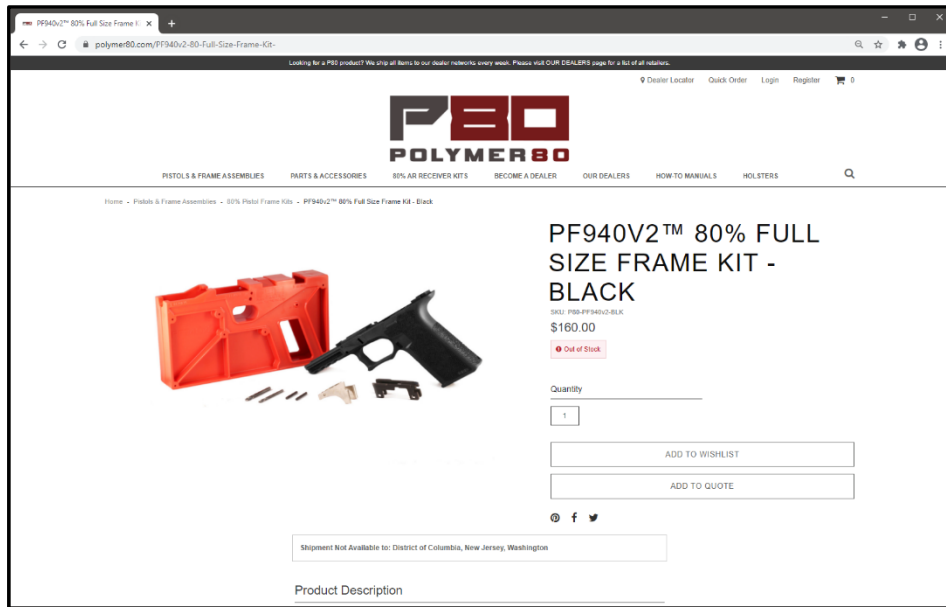 PF940v2™ 80% Full Size Frame Ki
polymer80.com/PF940v2-80-Full-Size-Frame-Kit-
Looking for a P80 product? We ship all items to our dealer networks every week. Please visit OUR DEALERS page for a list of all retailers.
Dealer Locator Quick Order Login Register 0
P80
POLYMER80
PISTOLS & FRAME ASSEMBLIES PARTS & ACCESSORIES 80% AR RECEIVER KITS BECOME A DEALER OUR DEALERS HOW-TO MANUALS HOLSTERS
Home - Pistols & Frame Assemblies - 80% Pistol Frame Kits - PF940v2™ 80% Full Size Frame Kit - Black
PF940V2™ 80% FULL
SIZE FRAME KIT -
BLACK
SKU: P80-PF940v2-BLK
$160.00
Out of Stock
Quantity
1
ADD TO WISHLIST
ADD TO QUOTE
Shipment Not Available to: District of Columbia, New Jersey, Washington
Product Description